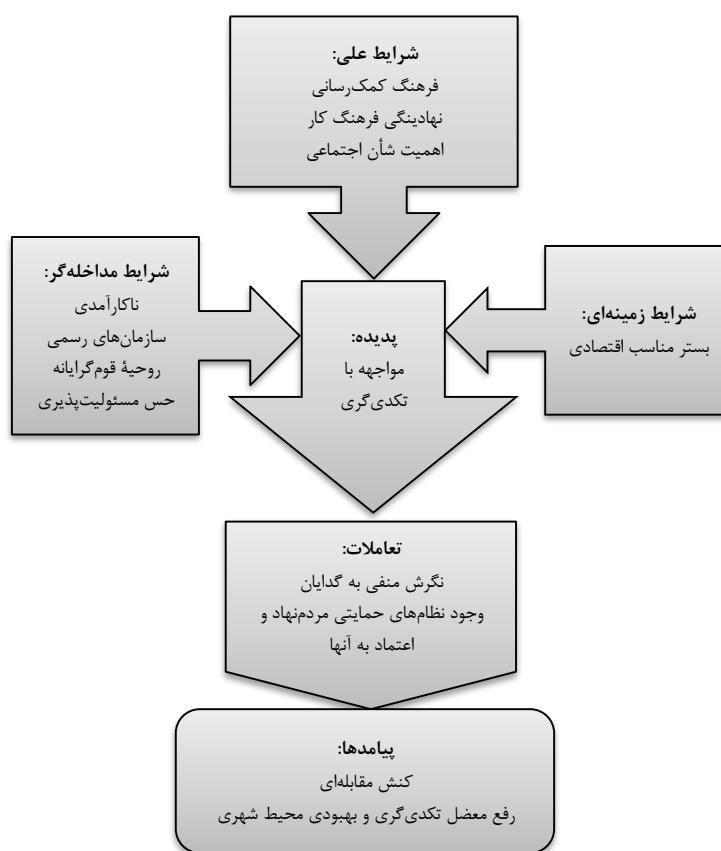 شرایط علی:
فرهنگ کمک‌رسانی
نهادینگی فرهنگ کار
اهمیت شأن اجتماعی
شرایط زمینه‌ای:
بستر مناسب اقتصادی
پدیده:
مواجهه با
تکدی‌گری
شرایط مداخله‌گر:
ناکارآمدی
سازمان‌های رسمی
روحیهٔ قوم‌گرایانه
حس مسئولیت‌پذیری
تعاملات:
نگرش منفی به گدایان
وجود نظام‌های حمایتی مردم‌نهاد و
اعتماد به آنها
پیامدها:
کنش مقابله‌ای
رفع معضل تکدی‌گری و بهبودی محیط شهری